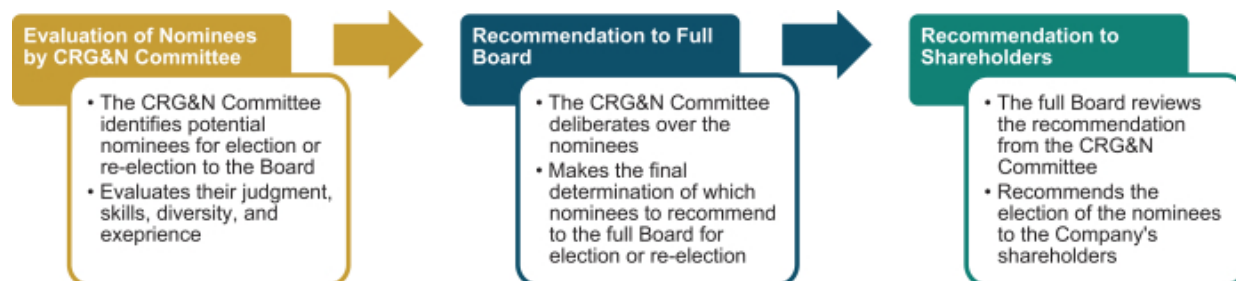 Evaluation of Nominees
by CRG&N Committee
• The CRG&N Committee
identifies potential
nominees for election or
re-election to the Board
• Evaluates their judgment,
skills, diversity, and
exeprience
Recommendation to Full
Board
• The CRG&N Committee
deliberates over the
nominees
• Makes the final
determination of which
nominees to recommend
to the full Board for
election or re-election
Recommendation to
Shareholders
• The full Board reviews
the recommendation
from the CRG&N
Committee
• Recommends the
election of the nominees
to the Company's
shareholders